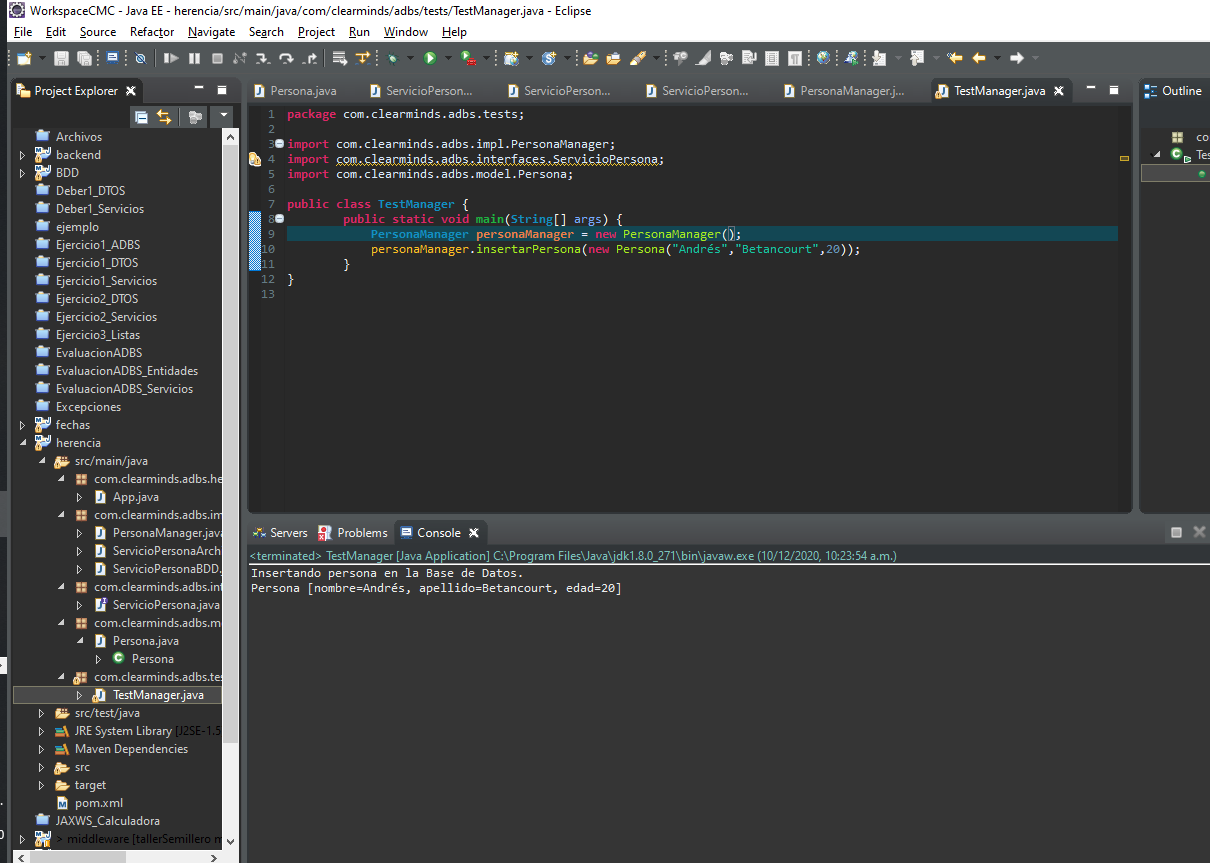 WorkspaceCMC - Java EE - herencia/src/main/java/com/clearminds/adbs/tests/TestManager.java - Eclipse
File Edit Source Refactor Navigate Search Project Run Window Help
Project Explorer
Persona.java ServicioPerson... ServicioPerson... ServicioPerson... PersonaManager.j... TestManager.java
Outline
Archivos
backend
BDD
Deber1_DTOS
Deber1_Servicios
ejemplo
Ejercicio1_ADBS
Ejercicio1_DTOS
Ejercicio1_Servicios
Ejercicio2_DTOS
Ejercicio2_Servicios
Ejercicio3_Listas
EvaluacionADBS
EvaluacionADBS_Entidades
EvaluacionADBS_Servicios
Excepciones
fechas
herencia
src/main/java
com.clearminds.adbs.he
App.java
com.clearminds.adbs.im
PersonaManager.java
ServicioPersonaArch
ServicioPersonaBDD.
com.clearminds.adbs.int
ServicioPersona.java
com.clearminds.adbs.m
Persona.java
Persona
com.clearminds.adbs.tes
TestManager.java
src/test/java
JRE System Library [J2SE-1.5
Maven Dependencies
src
target
pom.xml
JAXWS_Calculadora
> middleware [tallerSemillero m
1 package com.clearminds.adbs.tests;
2
3 import com.clearminds.adbs.impl.PersonaManager;
4 import com.clearminds.adbs.interfaces.ServicioPersona;
5 import com.clearminds.adbs.model.Persona;
6
7 public class TestManager {
8 public static void main(String[] args) {
9 PersonaManager personaManager = new PersonaManager();
10 personaManager.insertarPersona(new Persona("Andrés","Betancourt",20));
11 }
12 }
13
co
Te
Servers Problems Console
<terminated> TestManager [Java Application] C:\Program Files\Java\jdk1.8.0_271\bin\javaw.exe (10/12/2020, 10:23:54 a.m.)
Insertando persona en la Base de Datos.
Persona [nombre=Andrés, apellido=Betancourt, edad=20]